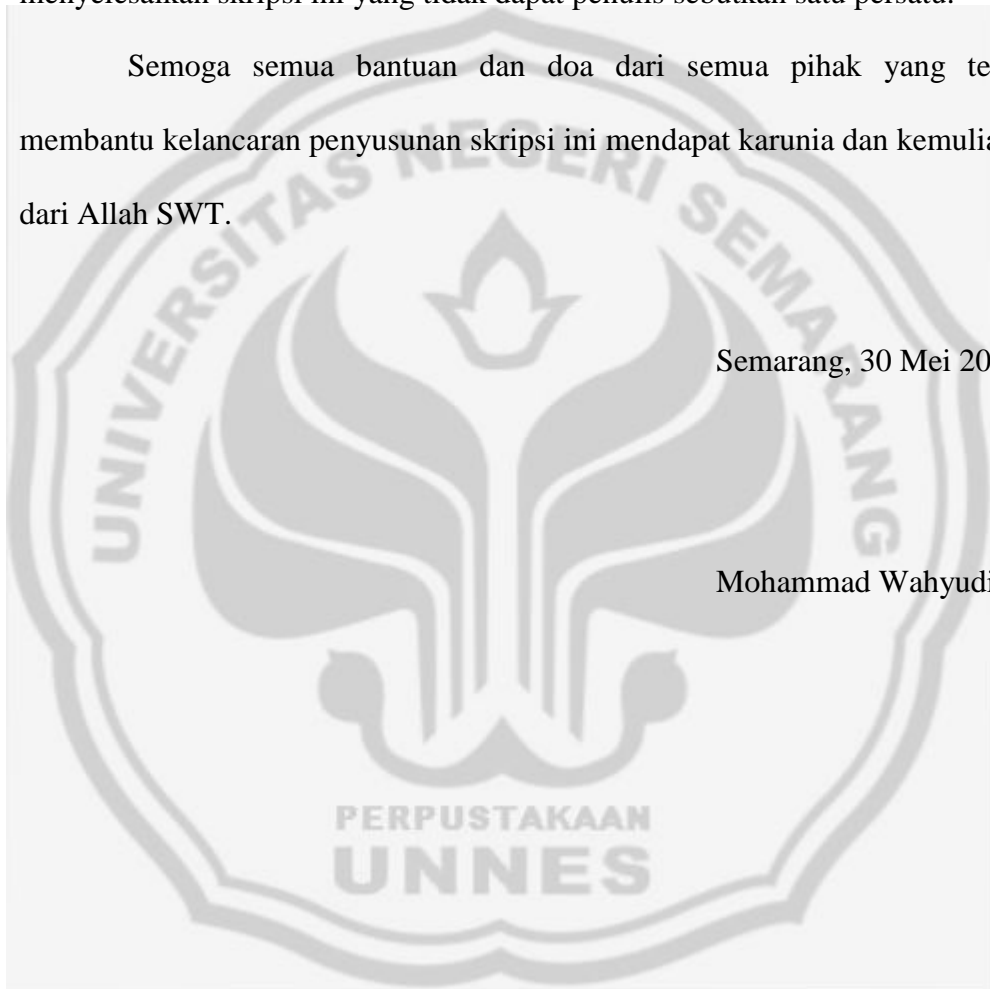 menyelesaikan skripsi ini yang tidak dapat penulis sebutkan satu persatu.
Semoga semua bantuan dan doa dari semua pihak yang te
membantu kelancaran penyusunan skripsi ini mendapat karunia dan kemulia
dari Allah SWT.
Semarang, 30 Mei 20
Mohammad Wahyudi
UNIVERSITAS NEGERI SEMARANG
PERPUSTAKAAN
UNNES